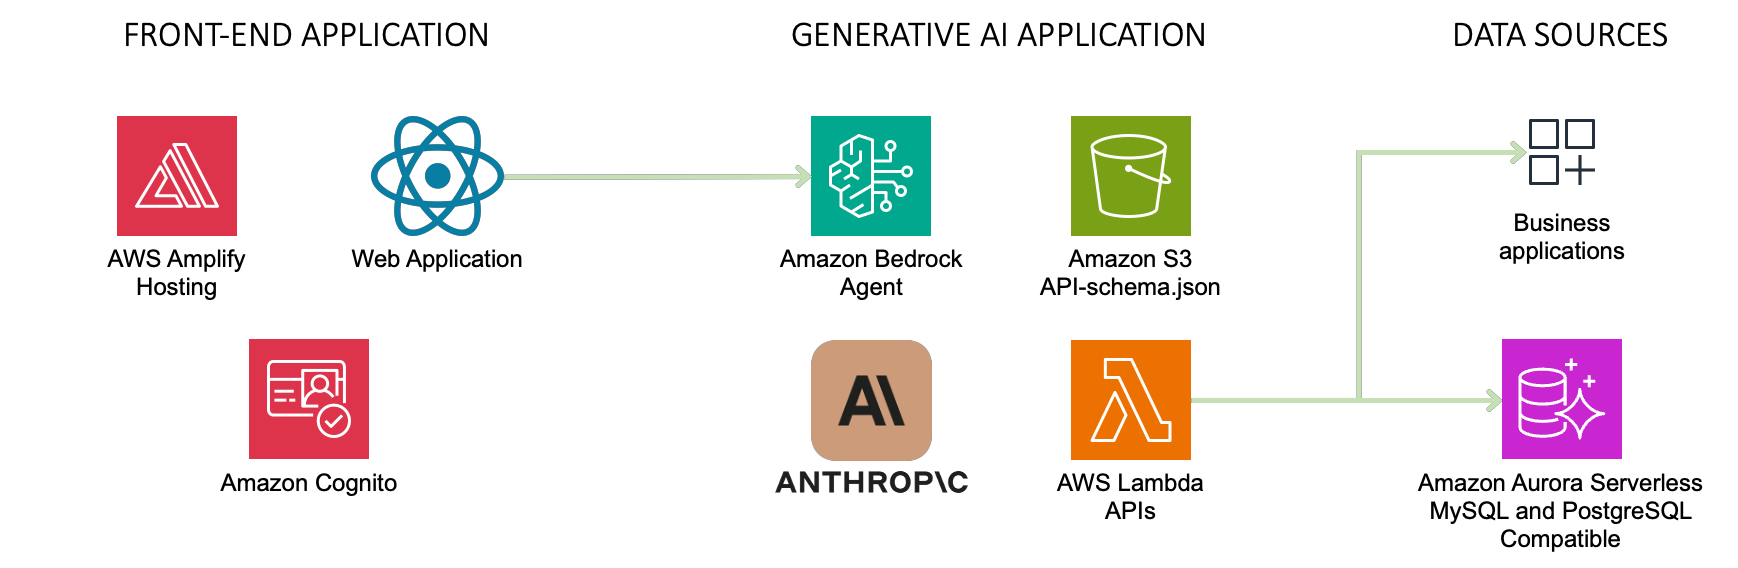 FRONT-END APPLICATION
GENERATIVE AI APPLICATION
DATA SOURCES
AWS Amplify
Hosting
Web Application
Amazon Bedrock
Agent
Amazon S3
API-schema.json
Business
applications
Amazon Cognito
A\
ANTHROP\C
AWS Lambda
APIs
Amazon Aurora Serverless
MySQL and PostgreSQL
Compatible